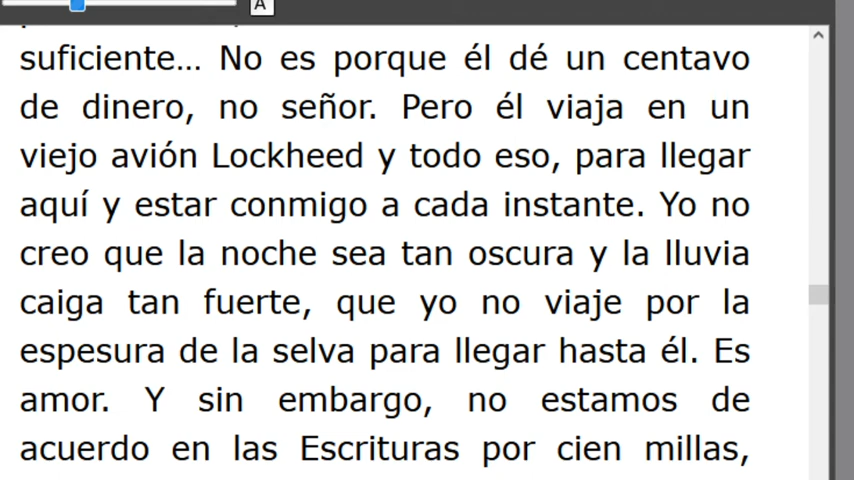 A
suficiente... No es porque él dé un centavo
de dinero, no señor. Pero él viaja en un
viejo avión Lockheed y todo eso, para llegar
aquí y estar conmigo a cada instante. Yo no
creo que la noche sea tan oscura y la lluvia
caiga tan fuerte, que yo no viaje por la
espesura de la selva para llegar hasta él. Es
amor. Y sin embargo, no estamos de
acuerdo en las Escrituras por cien millas,